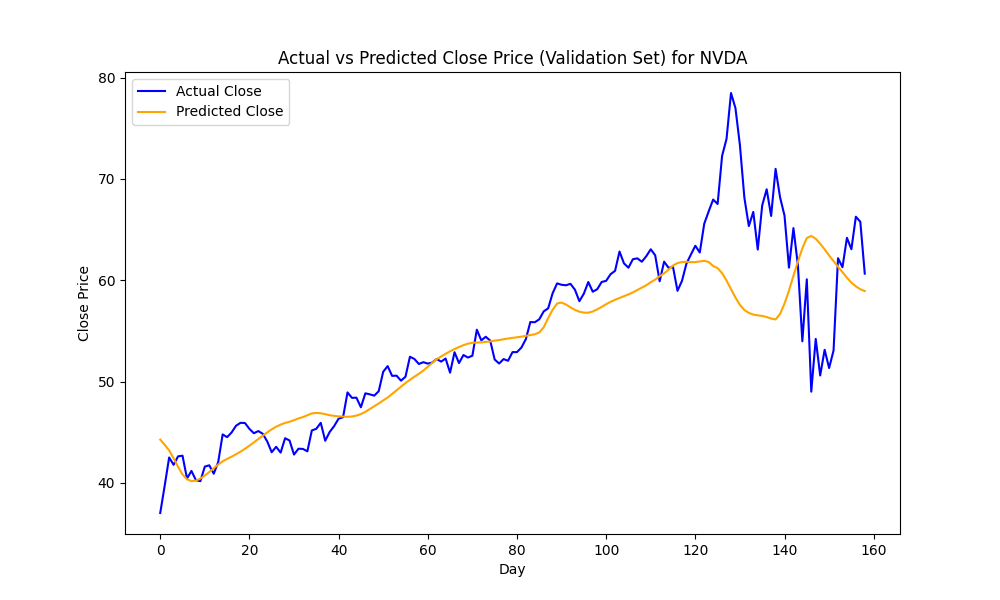 Actual vs Predicted Close Price (Validation Set) for NVDA
Actual Close
Predicted Close
80
70
60
50
40
Close Price
0 20 40 60 80 100 120 140 160
Day